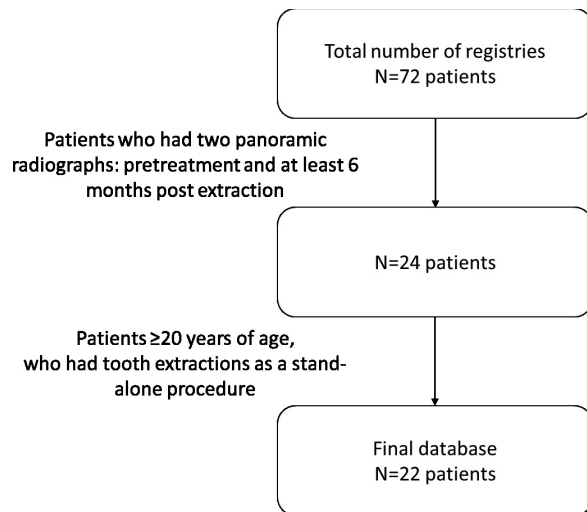 Total number of registries
N=72 patients
Patients who had two panoramic
radiographs: pretreatment and at least 6
months post extraction
N=24 patients
Patients ≥20 years of age,
who had tooth extractions as a stand-
alone procedure
Final database
N=22 patients